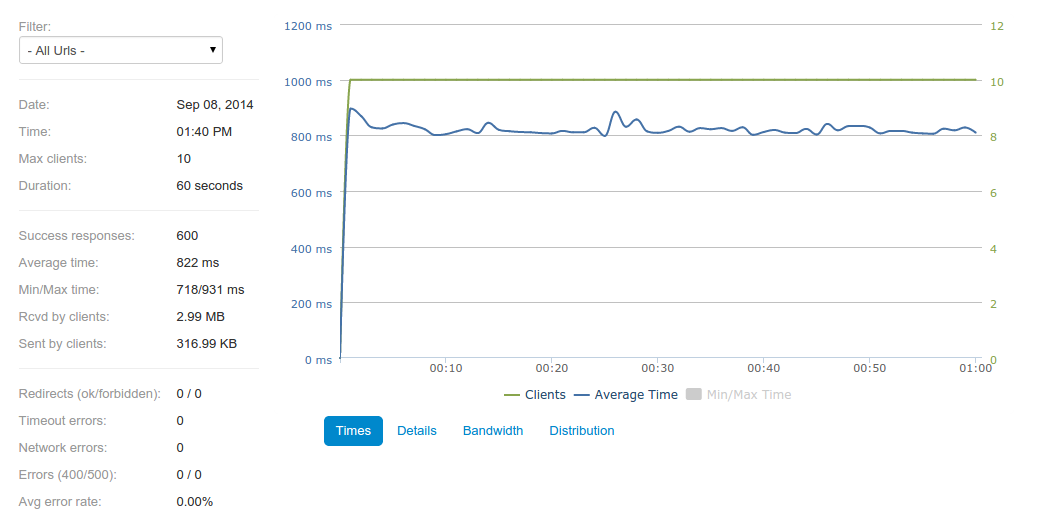 Filter:
- All Urls -
Date: Sep 08, 2014
Time: 01:40 PM
Max clients: 10
Duration: 60 seconds
Success responses: 600
Average time: 822 ms
Min/Max time: 718/931 ms
Rcvd by clients: 2.99 MB
Sent by clients: 316.99 KB
Redirects (ok/forbidden): 0 / 0
Timeout errors: 0
Network errors: 0
Errors (400/500): 0 / 0
Avg error rate: 0.00%
1200 ms 12
1000 ms 10
800 ms 8
600 ms 6
400 ms 4
200 ms 2
0 ms 0
00:10 00:20 00:30 00:40 00:50 01:00
Clients Average Time Min/Max Time
Times Details Bandwidth Distribution